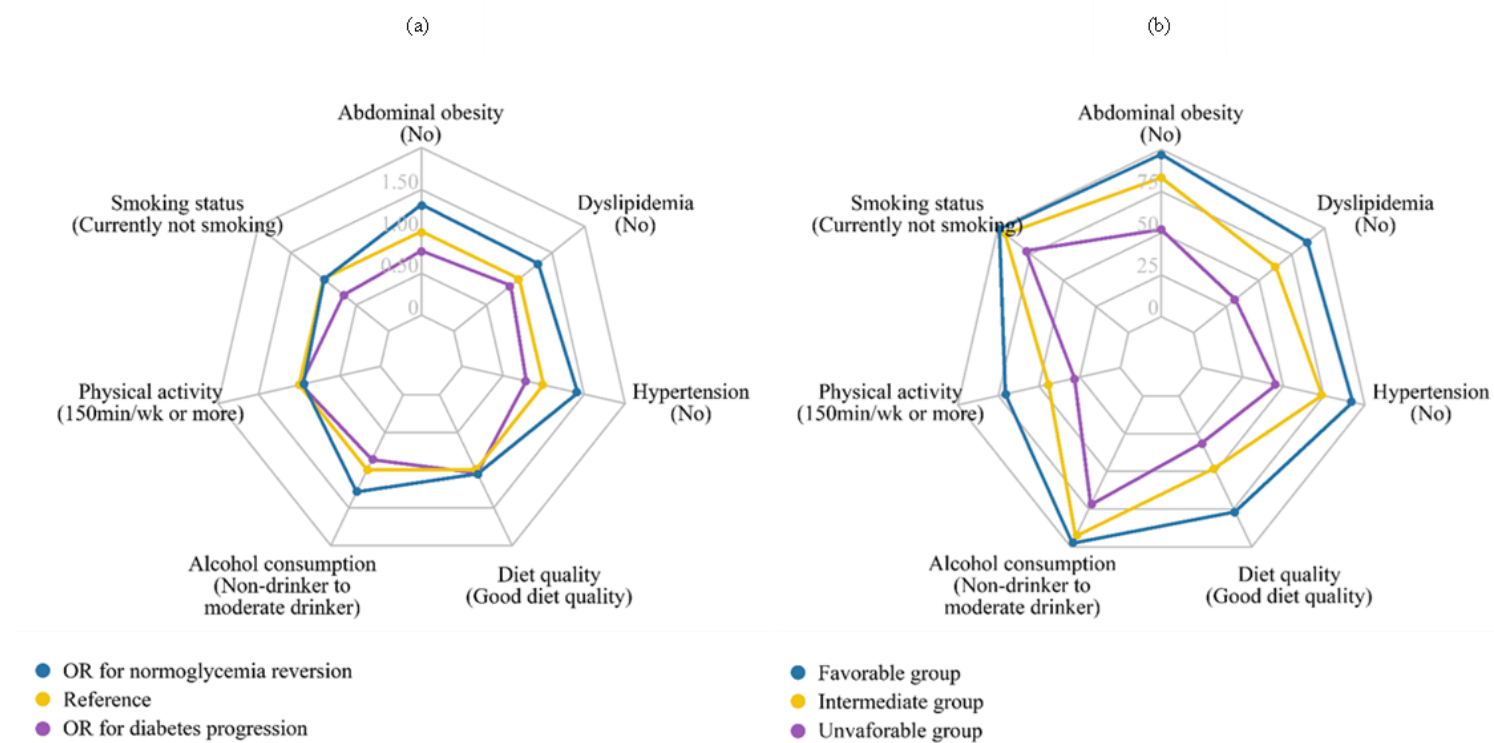 (a)
Abdominal obesity
(No)
1.50
1.00
0.50
0
Smoking status
(Currently not smoking)
Dyslipidemia
(No)
Physical activity
(150min/wk or more)
Hypertension
(No)
Alcohol consumption
(Non-drinker to
moderate drinker)
Diet quality
(Good diet quality)
OR for normoglycemia reversion
Reference
OR for diabetes progression
(b)
Abdominal obesity
(No)
75
50
25
0
Smoking status
(Currently not smoking)
Dyslipidemia
(No)
Physical activity
(150min/wk or more)
Hypertension
(No)
Alcohol consumption
(Non-drinker to
moderate drinker)
Diet quality
(Good diet quality)
Favorable group
Intermediate group
Unvaforable group